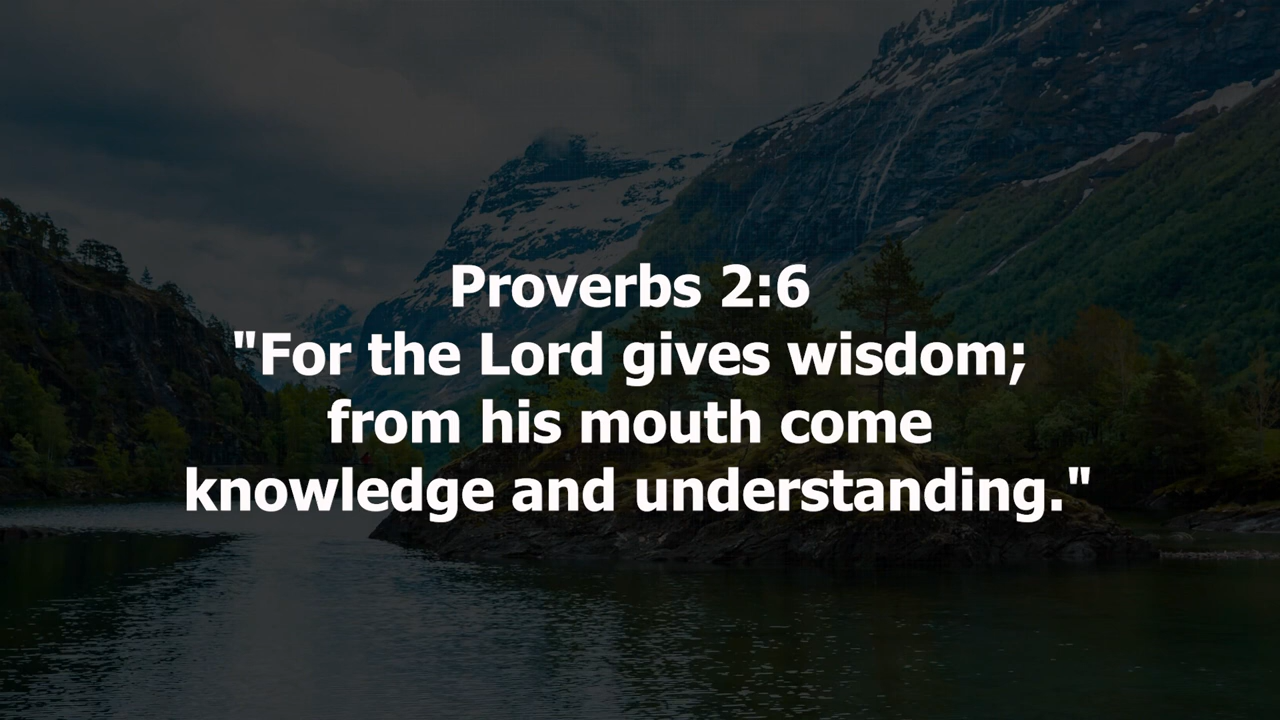 Proverbs 2:6
"For the Lord gives wisdom;
from his mouth come
knowledge and understanding."